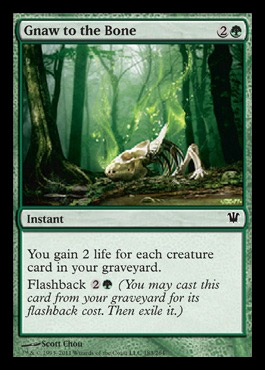 Gnaw to the Bone 2
Instant
You gain 2 life for each creature
card in your graveyard.
Flashback 2 (You may cast this
card from your graveyard for its
flashback cost. Then exile it.)
Scott Chou